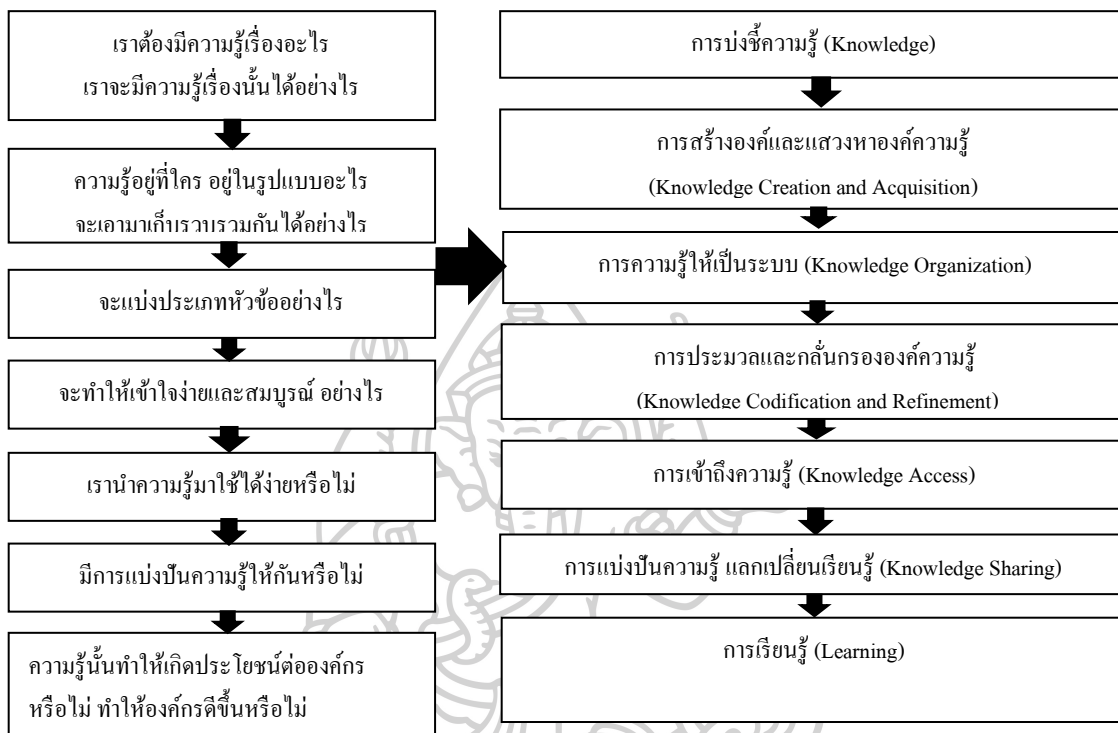 เราต้องมีความรู้เรื่องอะไร
เราจะมีความรู้เรื่องนั้นได้อย่างไร
ความรู้อยู่ที่ใคร อยู่ในรูปแบบอะไร
จะเอามาเก็บรวบรวมกันได้อย่างไร
จะแบ่งประเภทหัวข้ออย่างไร
จะทำให้เข้าใจง่ายและสมบูรณ์ อย่างไร
เรานำความรู้มาใช้ได้ง่ายหรือไม่
มีการแบ่งปันความรู้ให้กันหรือไม่
ความรู้นั้นทำให้เกิดประโยชน์ต่อองค์กร
หรือไม่ ทำให้องค์กรดีขึ้นหรือไม่
การบ่งชี้ความรู้ (Knowledge)
การสร้างองค์และแสวงหาองค์ความรู้
(Knowledge Creation and Acquisition)
การความรู้ให้เป็นระบบ (Knowledge Organization)
การประมวลและกลั่นกรององค์ความรู้
(Knowledge Codification and Refinement)
การเข้าถึงความรู้ (Knowledge Access)
การแบ่งปันความรู้ แลกเปลี่ยนเรียนรู้ (Knowledge Sharing)
การเรียนรู้ (Learning)